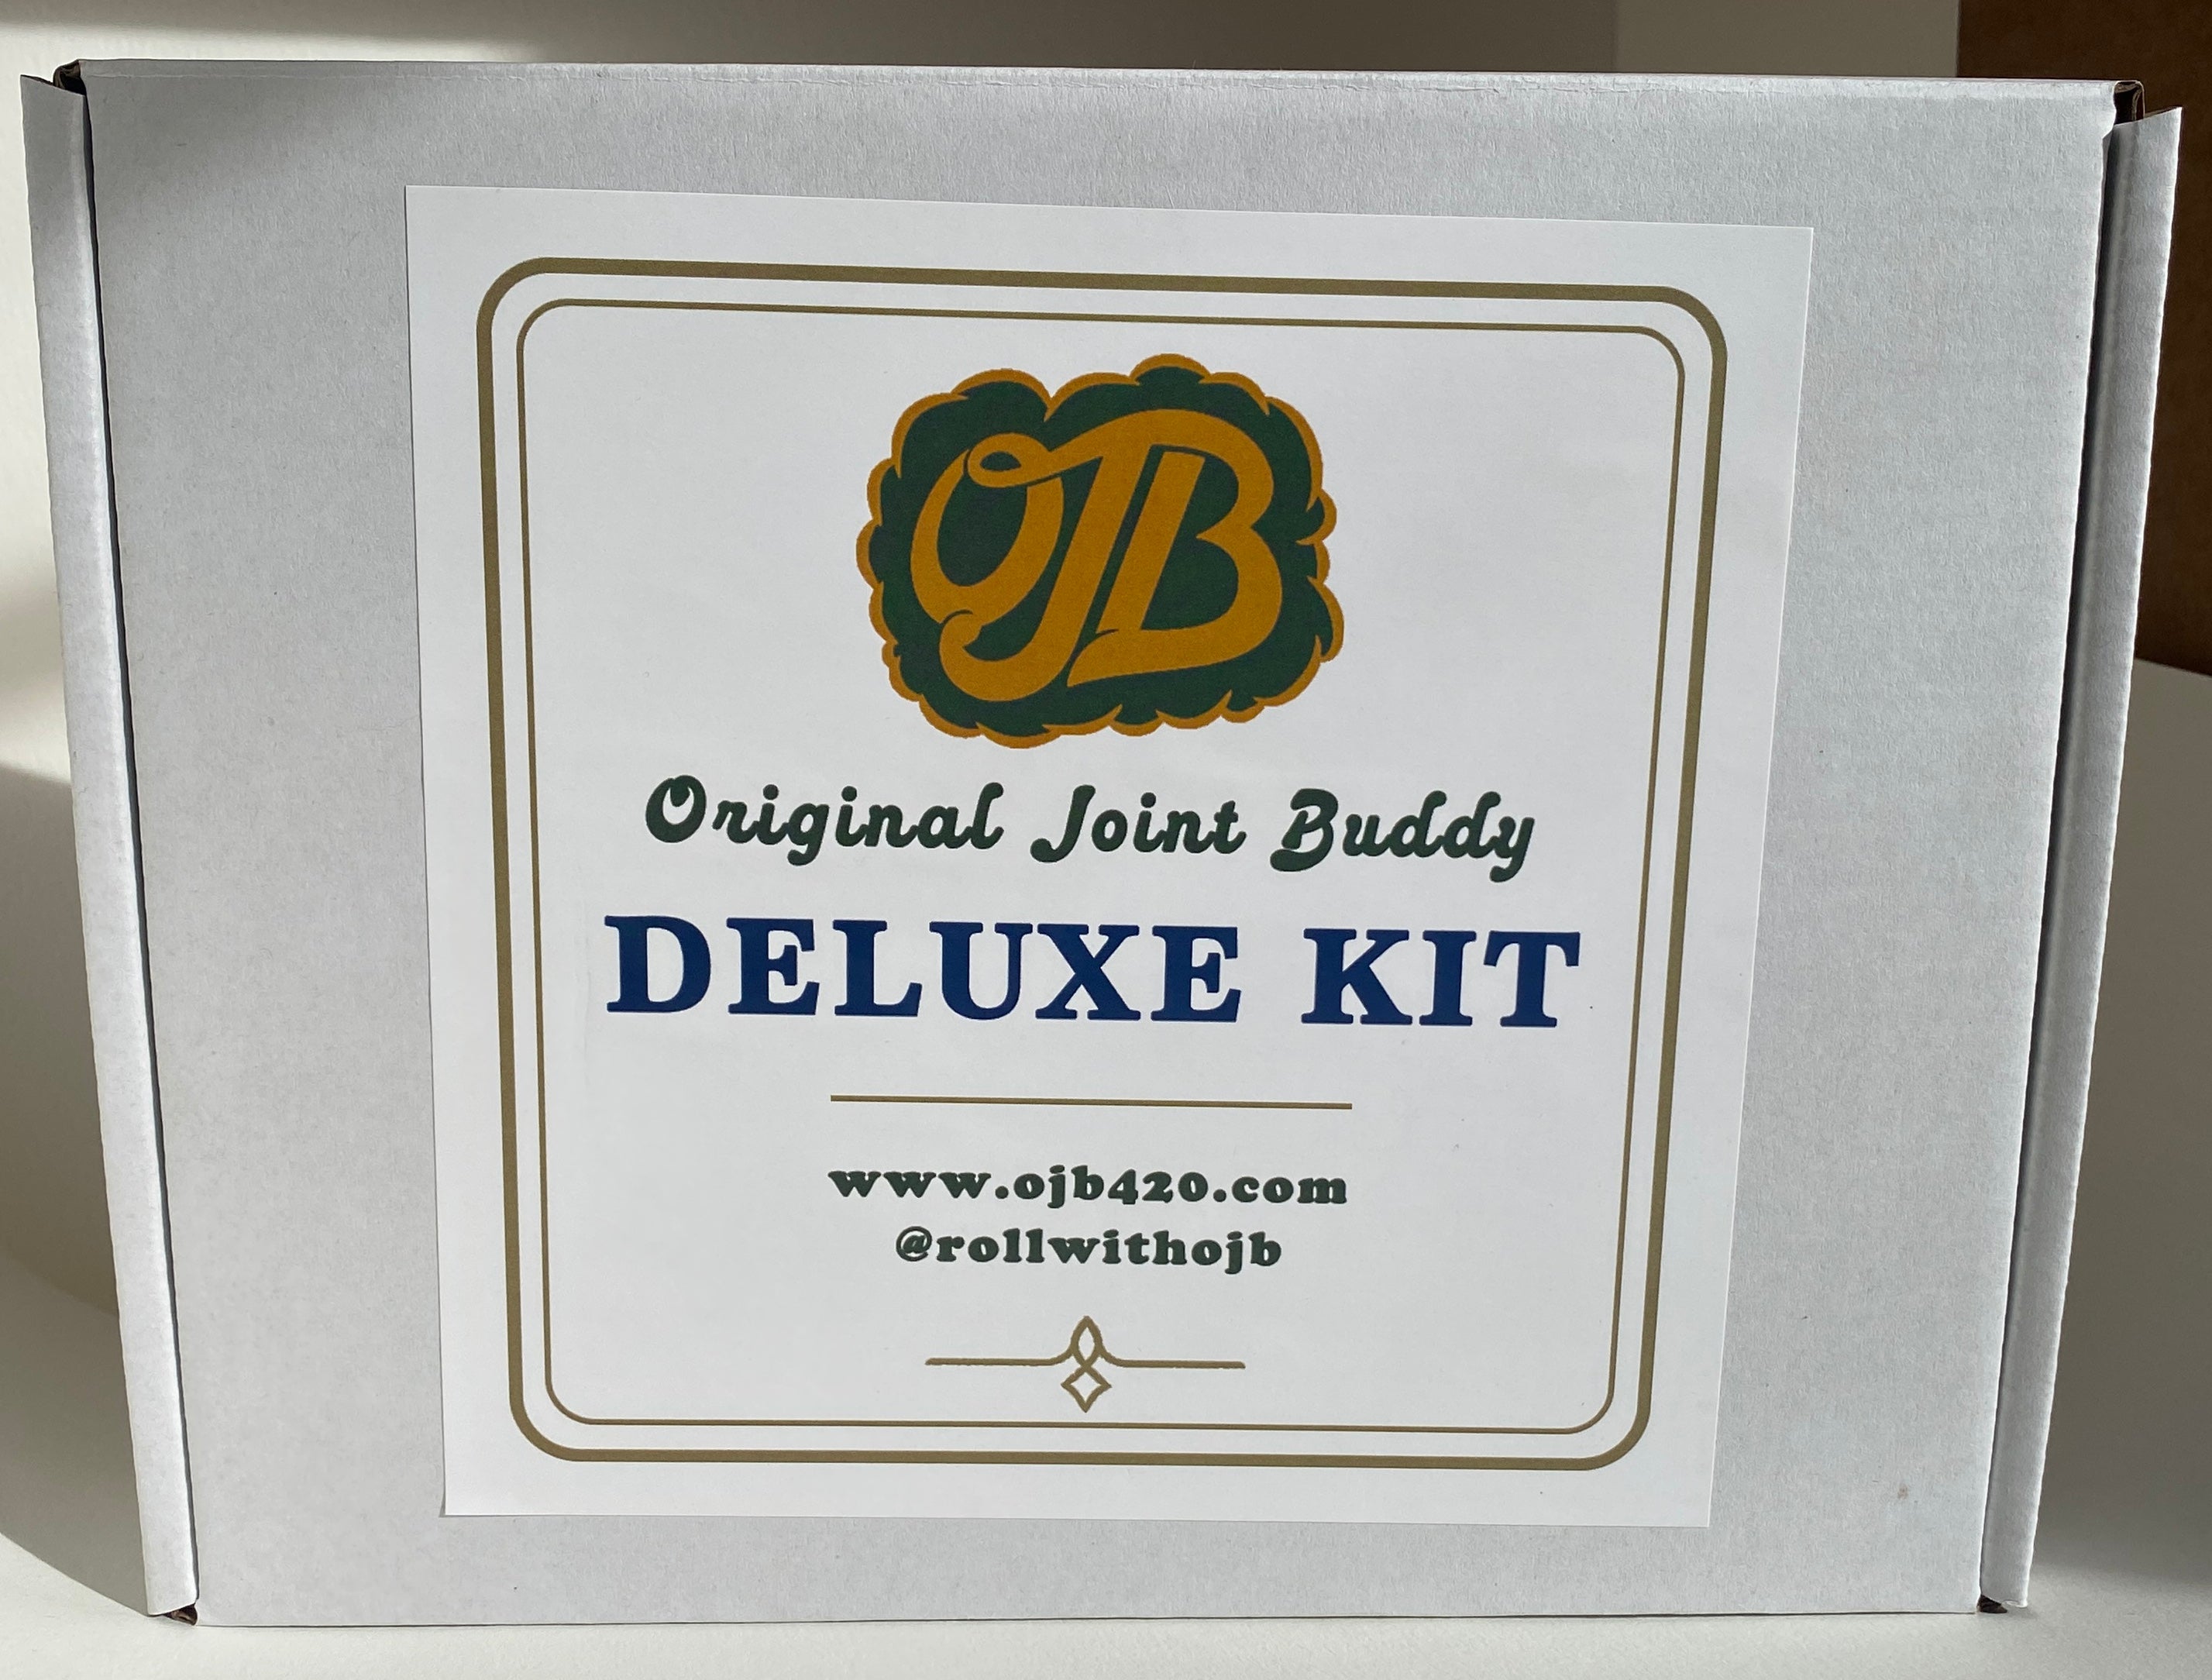 OJB
Original Joint Buddy
DELUXE KIT
www.ojb420.com
@rollwithojb